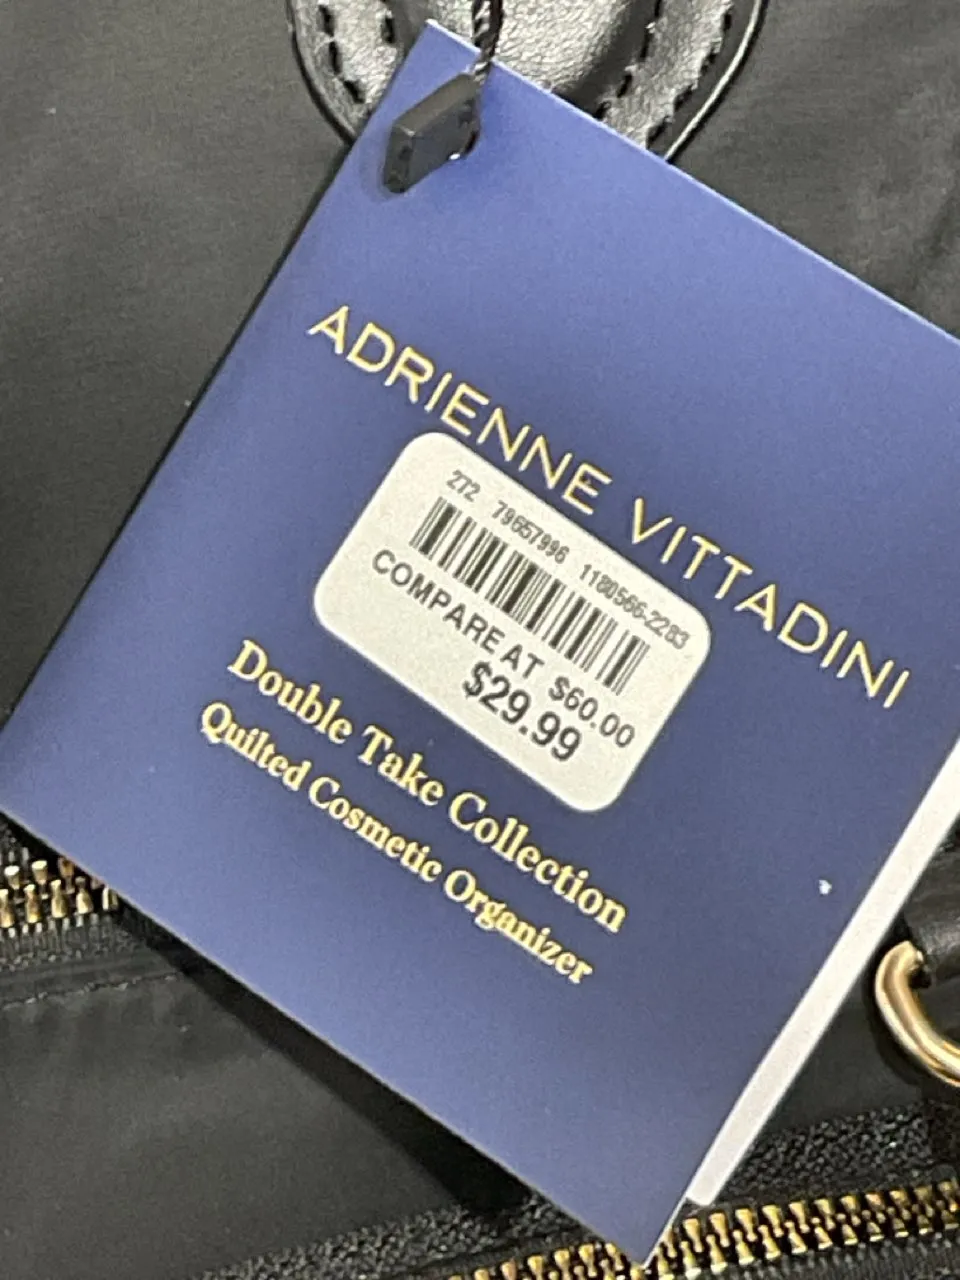 ADRIENNE VITTADINI
272 79657996 1180566-2283
COMPARE AT $60.00
$29.99
Double Take Collection
Quilted Cosmetic Organizer